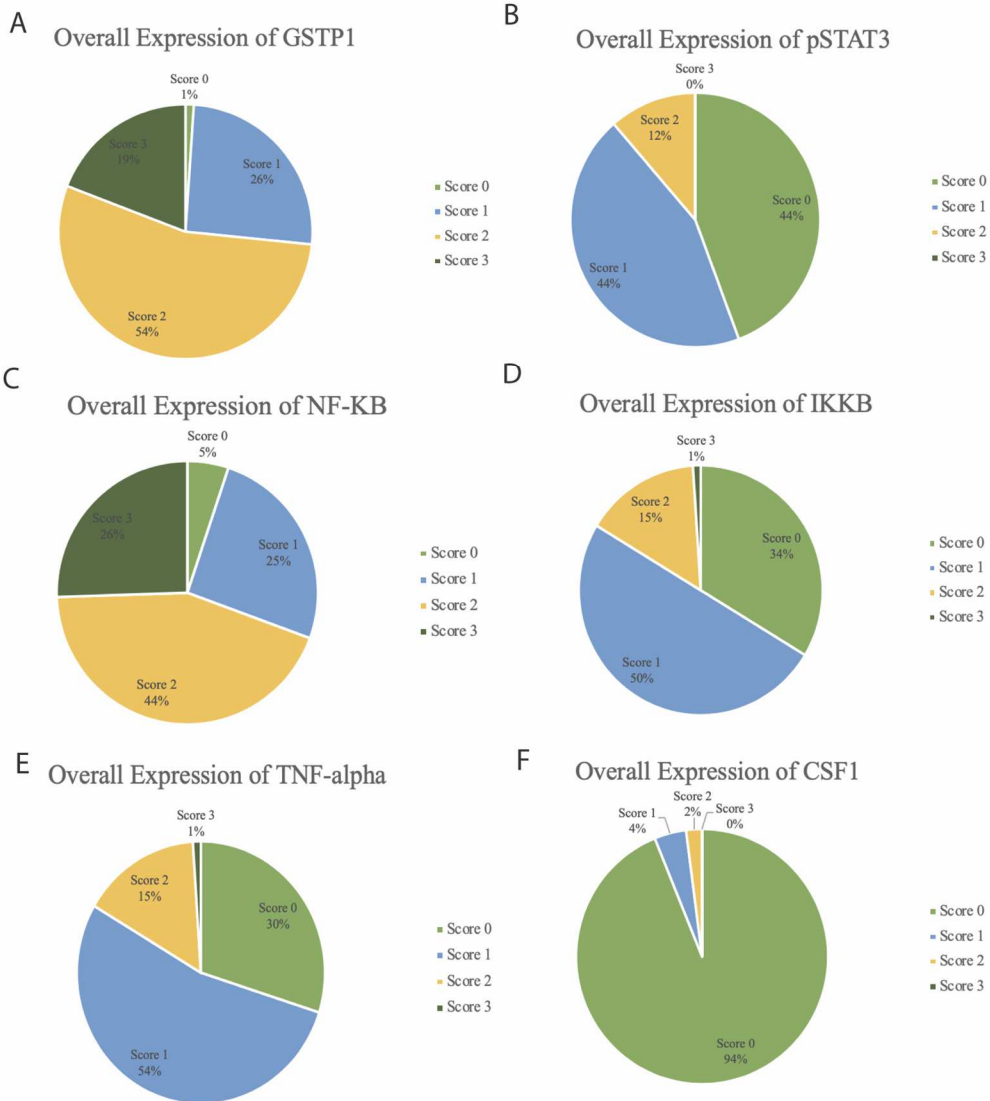 A
Overall Expression of GSTP1
Score 0
1%
Score 1
26%
Score 2
54%
Score 3
19%
Score 0
Score 1
Score 2
Score 3
B
Overall Expression of pSTAT3
Score 3
0%
Score 2
12%
Score 0
44%
Score 1
44%
Score 0
Score 1
Score 2
Score 3
C
Overall Expression of NF-KB
Score 0
5%
Score 3
26%
Score 1
25%
Score 2
44%
Score 0
Score 1
Score 2
Score 3
D
Overall Expression of IKKB
Score 3
1%
Score 2
15%
Score 0
34%
Score 1
50%
Score 0
Score 1
Score 2
Score 3
E
Overall Expression of TNF-alpha
Score 3
1%
Score 2
15%
Score 0
30%
Score 1
54%
Score 0
Score 1
Score 2
Score 3
F
Overall Expression of CSF1
Score 1
4%
Score 2
2%
Score 3
0%
Score 0
94%
Score 0
Score 1
Score 2
Score 3